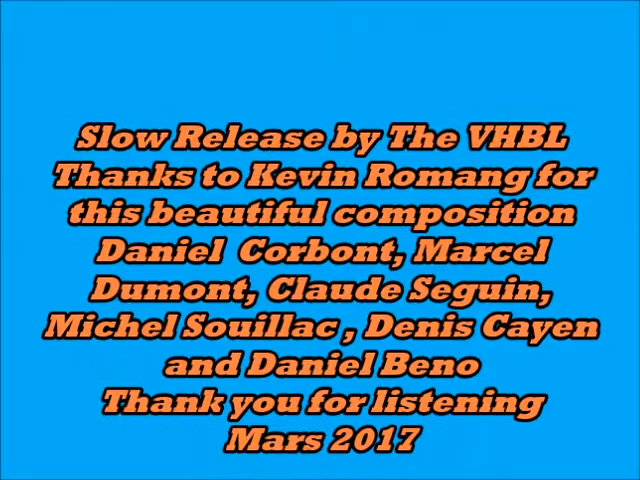 Slow Release by The VHBL
Thanks to Kevin Romang for
this beautiful composition
Daniel  Corbont, Marcel
Dumont, Claude Seguin,
Michel Souillac , Denis Cayen
and Daniel Beno
Thank you for listening
Mars 2017